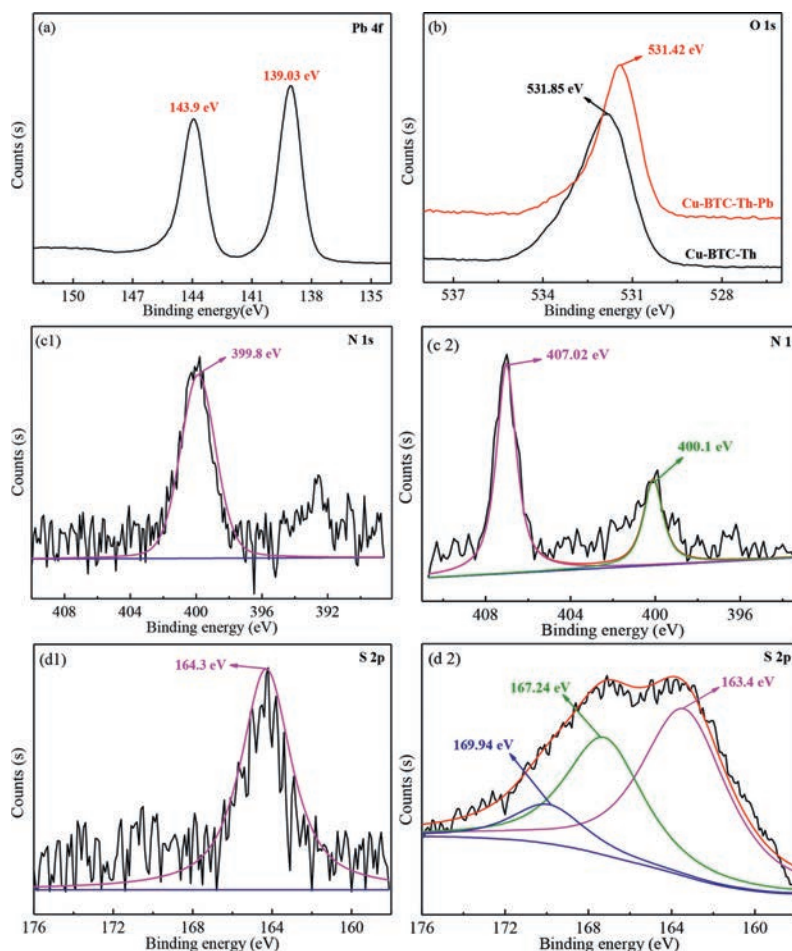 (a)
Pb 4f
143.9 eV
139.03 eV
Counts (s)
150 147 144 141 138 135
Binding energy(eV)
(b)
O 1s
531.42 eV
531.85 eV
Cu-BTC-Th-Pb
Cu-BTC-Th
Counts (s)
537 534 531 528
Binding energy (eV)
(c1)
N 1s
399.8 eV
Counts (s)
408 404 400 396 392
Binding energy (eV)
(c 2)
N 1
407.02 eV
400.1 eV
Counts (s)
408 404 400 396
Binding energy (eV)
(d1)
S 2p
164.3 eV
Counts (s)
176 172 168 164 160
Binding energy (eV)
(d 2)
S 2p
167.24 eV
163.4 eV
169.94 eV
Counts (s)
176 172 168 164 160
Binding energy (eV)